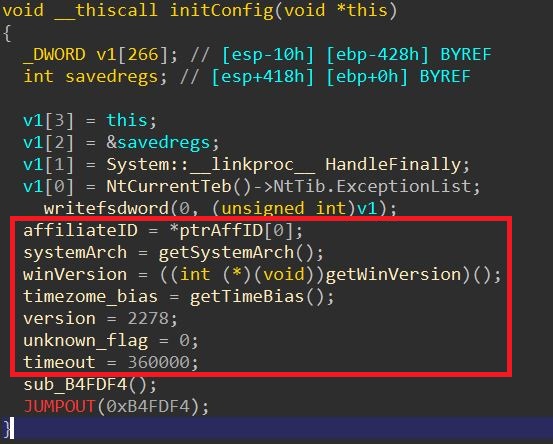 void __thiscall initConfig(void *this)
{
_DWORD v1[266]; // [esp-10h] [ebp-428h] BYREF
int savedregs; // [esp+418h] [ebp+0h] BYREF
v1[3] = this;
v1[2] = &savedregs;
v1[1] = System::__linkproc__ HandleFinally;
v1[0] = NtCurrentTeb()->NtTib.ExceptionList;
writefsdword(0, (unsigned int)v1);
affiliateID = *ptrAffID[0];
systemArch = getSystemArch();
winVersion = ((int (*)(void))getWinVersion)();
timezome_bias = getTimeBias();
version = 2278;
unknown_flag = 0;
timeout = 360000;
sub_B4FDF4();
JUMPOUT(0xB4FDF4);
}